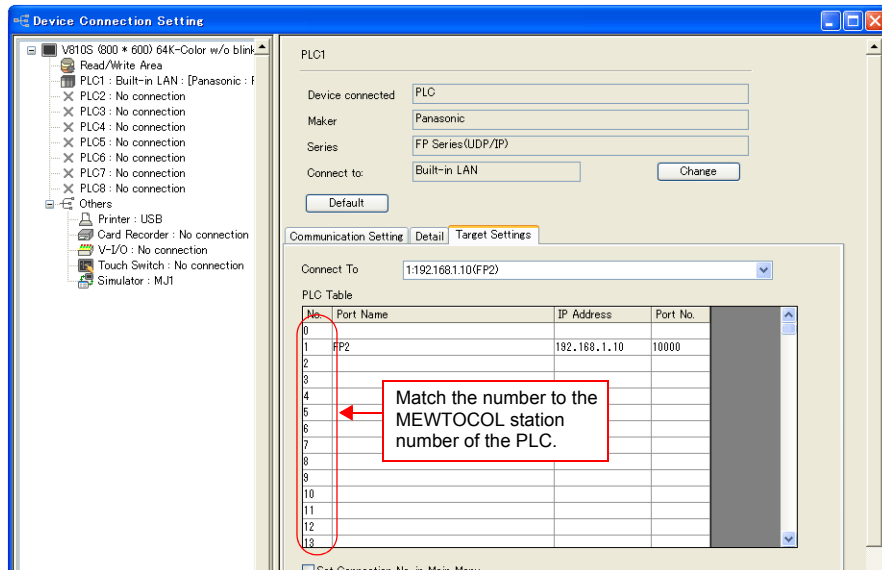 Device Connection Setting
V810S (800 * 600) 64K-Color w/o blink
Read/Write Area
PLC1 : Built-in LAN : [Panasonic : F
PLC2 : No connection
PLC3 : No connection
PLC4 : No connection
PLC5 : No connection
PLC6 : No connection
PLC7 : No connection
PLC8 : No connection
Others
Printer : USB
Card Recorder : No connection
V-I/O : No connection
Touch Switch : No connection
Simulator : MJ1
PLC1
Device connected PLC
Maker Panasonic
Series FP Series(UDP/IP)
Connect to: Built-in LAN Change
Default
Communication Setting Detail Target Settings
Connect To 1:192.168.1.10(FP2)
PLC Table
No. Port Name IP Address Port No.
0
1 FP2 192.168.1.10 10000
2
3
4
5
6
7
8
9
10
11
12
13
Match the number to the
MEWTOCOL station
number of the PLC.
Set Connection No. in Main Menu